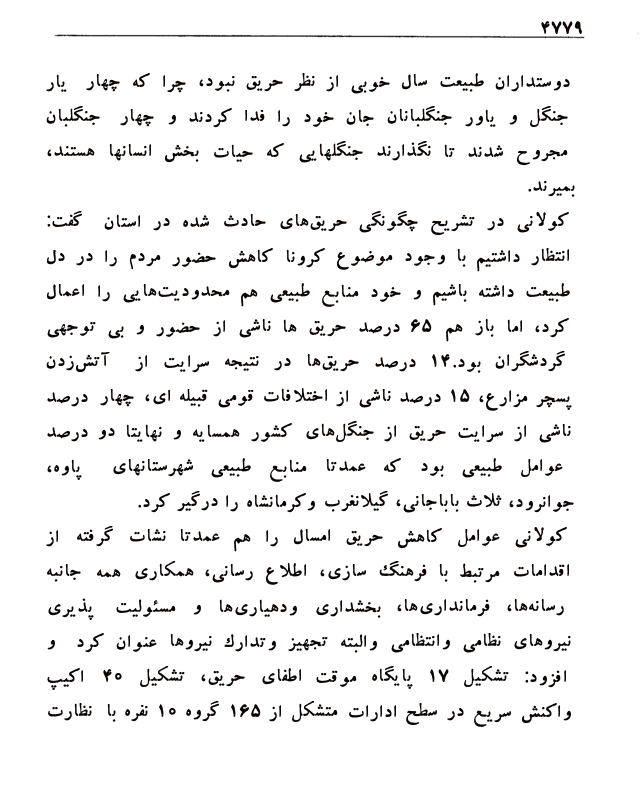 ۴۷۷۹
دوستداران طبیعت سال خوبی از نظر حریق نبود، چرا که چهار یار
جنگل و یاور جنگلبانان جان خود را فدا کردند و چهار جنگلبان
مجروح شدند تا نگذارند جنگلهایی که حیات بخش انسانها هستند،
بمیرند.
کولانی در تشریح چگونگی حریق‌های حادث شده در استان گفت:
انتظار داشتیم با وجود موضوع کرونا کاهش حضور مردم را در دل
طبیعت داشته باشیم و خود منابع طبیعی هم محدودیت‌هایی را اعمال
کرد، اما باز هم ۶۵ درصد حریق ها ناشی از حضور و بی توجهی
گردشگران بود.۱۴ درصد حریق‌ها در نتیجه سرایت از آتش‌زدن
پسچر مزارع، ۱۵ درصد ناشی از اختلافات قومی قبیله ای، چهار درصد
ناشی از سرایت حریق از جنگل‌های کشور همسایه و نهایتا دو درصد
عوامل طبیعی بود که عمدتا منابع طبیعی شهرستانهای پاوه،
جوانرود، ثلاث باباجانی، گیلانغرب وکرمانشاه را درگیر کرد.
کولانی عوامل کاهش حریق امسال را هم عمدتا نشات گرفته از
اقدامات مرتبط با فرهنگ سازی، اطلاع رسانی، همکاری همه جانبه
رسانه‌ها، فرمانداری‌ها، بخشداری ودهیاری‌ها و مسئولیت پذیری
نیروهای نظامی وانتظامی والبته تجهیز وتدارک نیروها عنوان کرد و
افزود: تشکیل ۱۷ پایگاه موقت اطفای حریق، تشکیل ۴۰ اکیپ
واکنش سریع در سطح ادارات متشکل از ۱۶۵ گروه ۱۰ نفره با نظارت